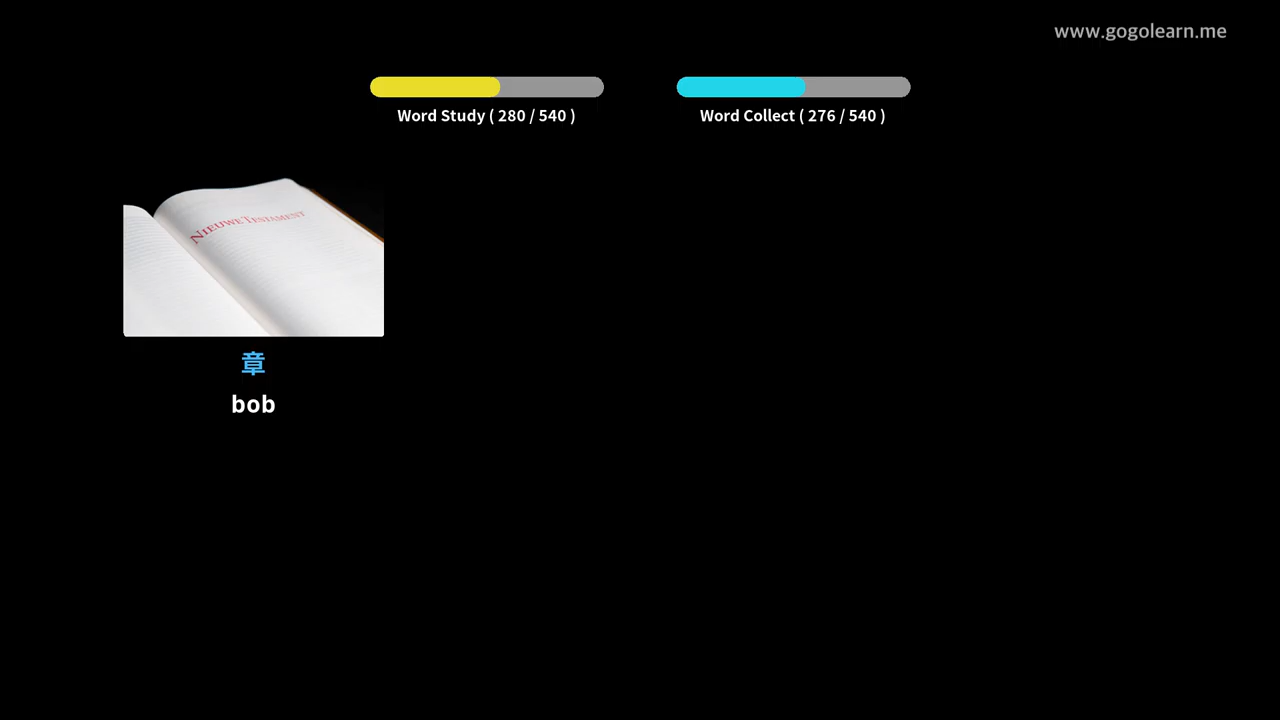 www.gogolearn.me
Word Study ( 280 / 540 )
Word Collect ( 276 / 540 )
NIEUWE TESTAMENT
章
bob